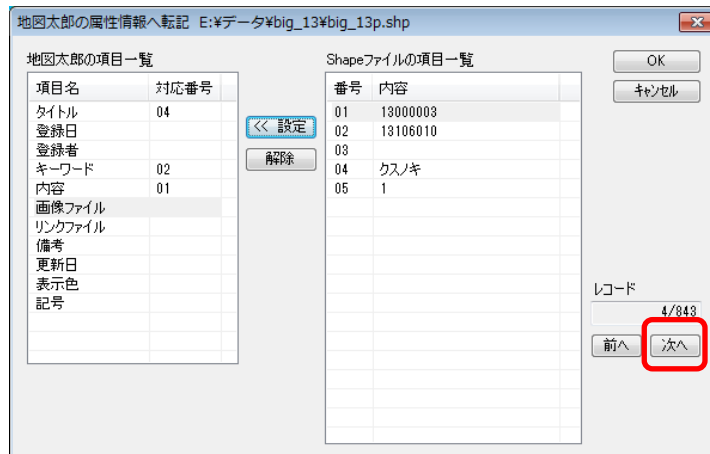 地図太郎の属性情報へ転記 E:¥データ¥big_13¥big_13p.shp
地図太郎の項目一覧
項目名 対応番号
タイトル 04
登録日
登録者
キーワード 02
内容 01
画像ファイル
リンクファイル
備考
更新日
表示色
記号
<< 設定
解除
Shapeファイルの項目一覧
番号 内容
01 13000003
02 13106010
03
04 クスノキ
05 1
OK
キャンセル
レコード
4/843
前へ 次へ